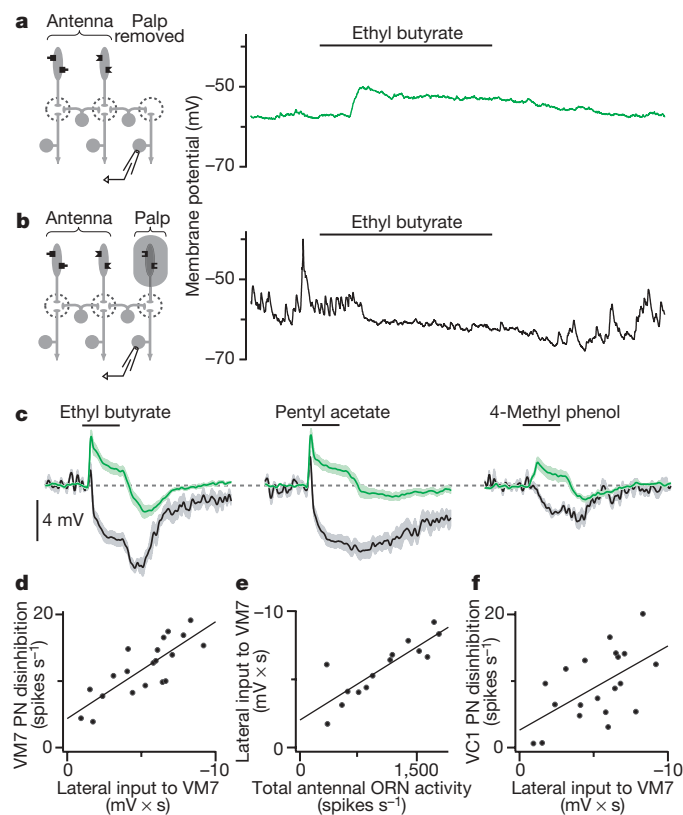 a
Antenna
Palp removed
Ethyl butyrate
−50
−70
Membrane potential (mV)
b
Antenna
Palp
Ethyl butyrate
−50
−70
c
Ethyl butyrate
Pentyl acetate
4-Methyl phenol
4 mV
d
VM7 PN disinhibition
(spikes s⁻¹)
20
0
0
−10
Lateral input to VM7
(mV × s)
e
Lateral input to VM7
(mV × s)
−10
0
0
1,500
Total antennal ORN activity
(spikes s⁻¹)
f
VC1 PN disinhibition
(spikes s⁻¹)
20
0
0
−10
Lateral input to VM7
(mV × s)